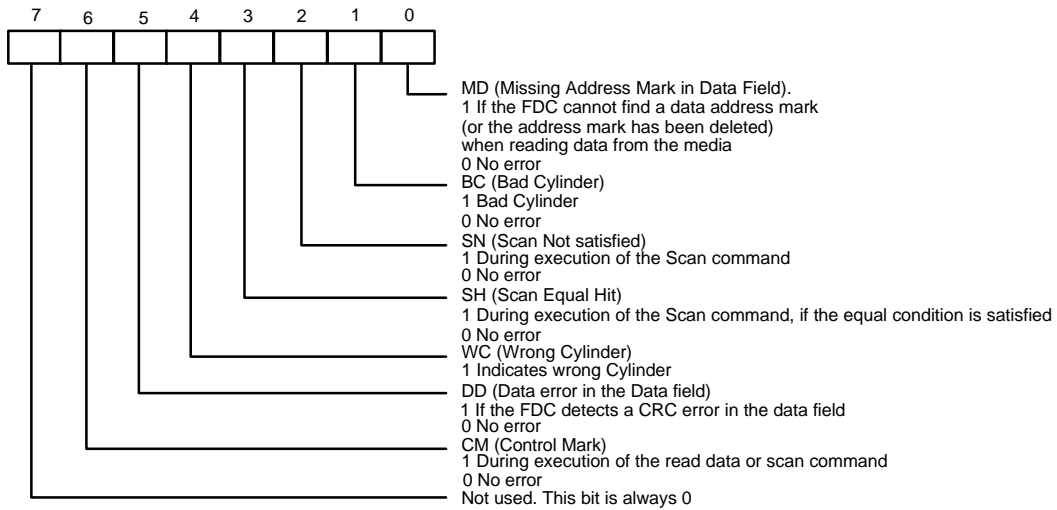 7 6 5 4 3 2 1 0
MD (Missing Address Mark in Data Field).
1 If the FDC cannot find a data address mark
(or the address mark has been deleted)
when reading data from the media
0 No error
BC (Bad Cylinder)
1 Bad Cylinder
0 No error
SN (Scan Not satisfied)
1 During execution of the Scan command
0 No error
SH (Scan Equal Hit)
1 During execution of the Scan command, if the equal condition is satisfied
0 No error
WC (Wrong Cylinder)
1 Indicates wrong Cylinder
DD (Data error in the Data field)
1 If the FDC detects a CRC error in the data field
0 No error
CM (Control Mark)
1 During execution of the read data or scan command
0 No error
Not used. This bit is always 0